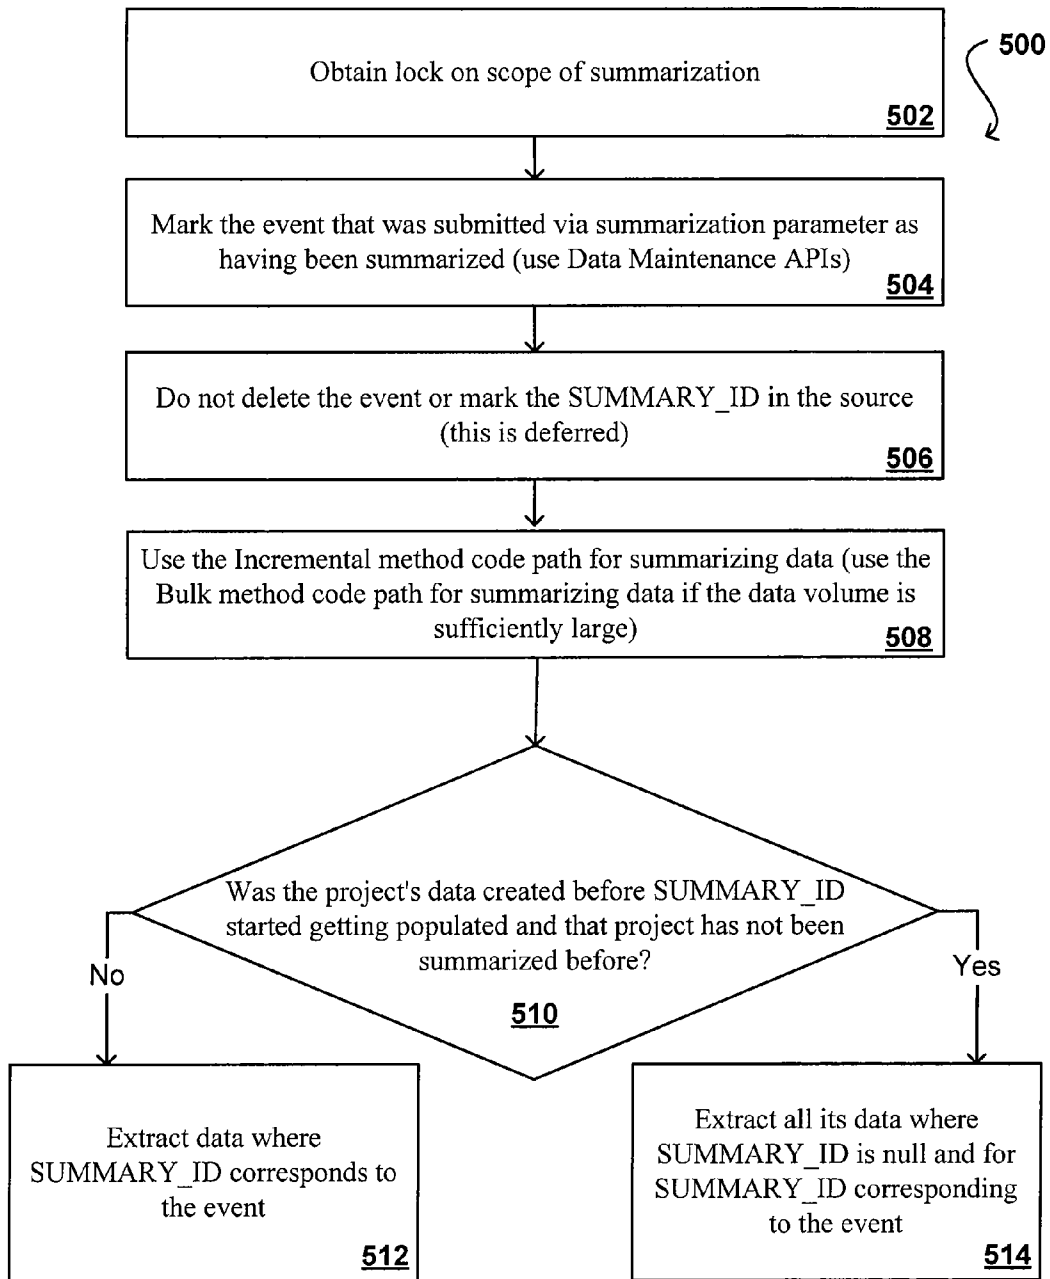 500
Obtain lock on scope of summarization
502
Mark the event that was submitted via summarization parameter as
having been summarized (use Data Maintenance APIs)
504
Do not delete the event or mark the SUMMARY_ID in the source
(this is deferred)
506
Use the Incremental method code path for summarizing data (use the
Bulk method code path for summarizing data if the data volume is
sufficiently large)
508
Was the project's data created before SUMMARY_ID
started getting populated and that project has not been
summarized before?
510
No
Yes
Extract data where
SUMMARY_ID corresponds to
the event
512
Extract all its data where
SUMMARY_ID is null and for
SUMMARY_ID corresponding
to the event
514